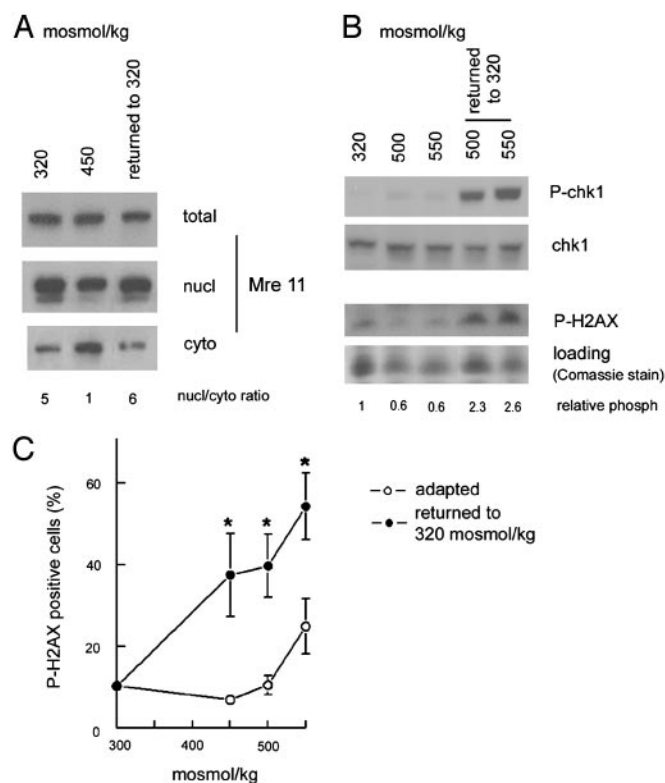 A
mosmol/kg
320
450
returned to 320
total
nucl
Mre 11
cyto
5 1 6 nucl/cyto ratio
B
mosmol/kg
returned
to 320
320
500
550
500
550
P-chk1
chk1
P-H2AX
loading
(Comassie stain)
1 0.6 0.6 2.3 2.6 relative phosph
C
P-H2AX positive cells (%)
60
40
20
0
300 400 500
mosmol/kg
* * *
adapted
returned to
320 mosmol/kg